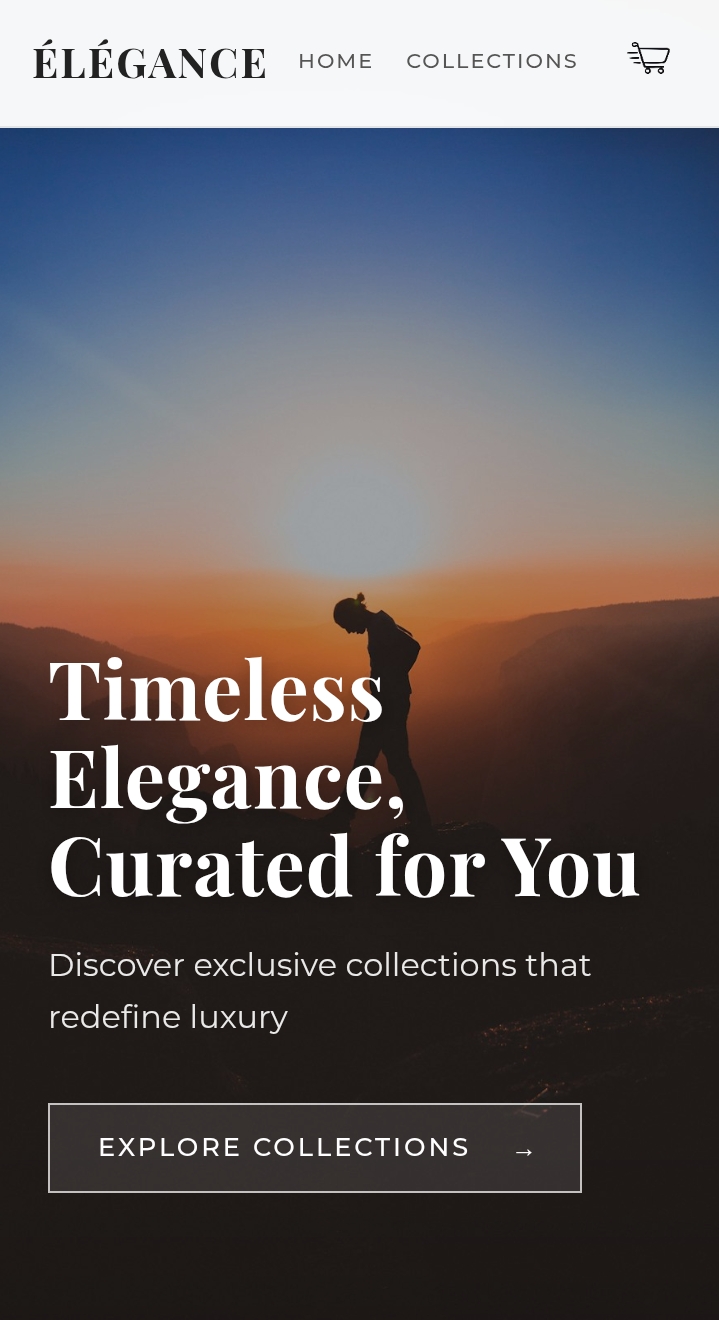 ÉLÉGANCE HOME COLLECTIONS
Timeless
Elegance,
Curated for You
Discover exclusive collections that
redefine luxury
EXPLORE COLLECTIONS →